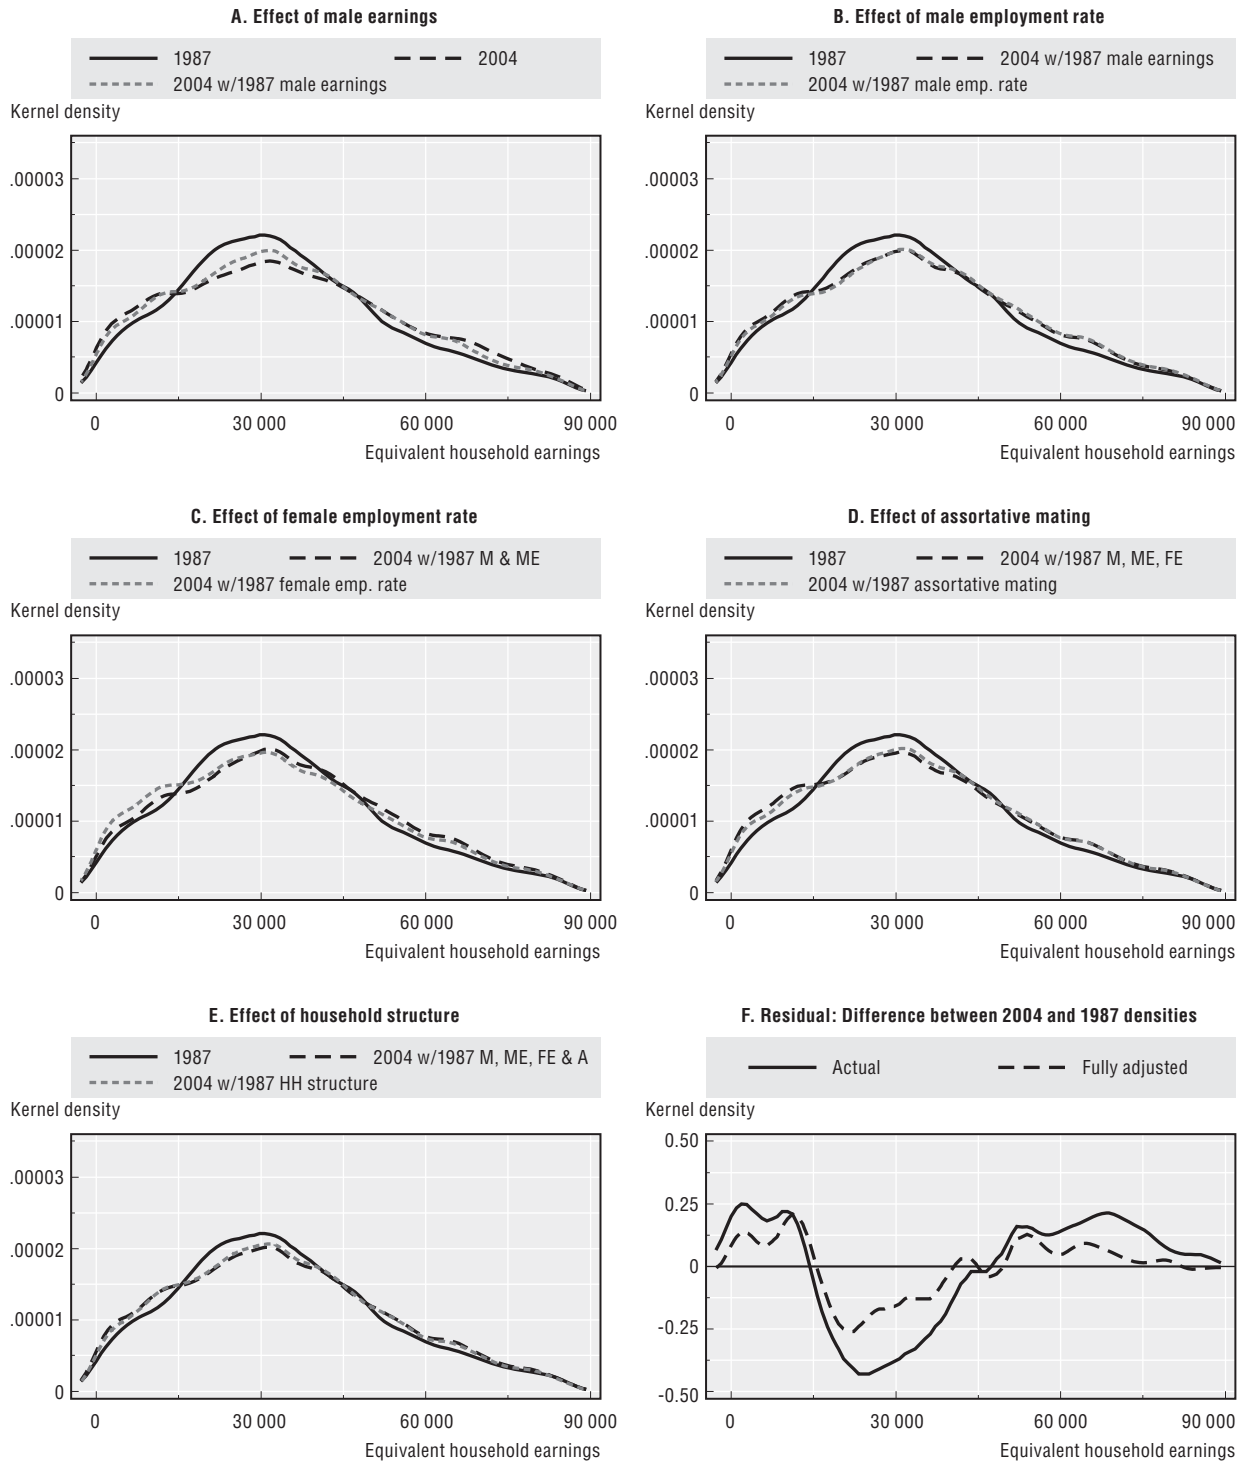 A. Effect of male earnings
1987
2004
2004 w/1987 male earnings
Kernel density
.00003
.00002
.00001
0
0 30 000 60 000 90 000
Equivalent household earnings
B. Effect of male employment rate
1987
2004 w/1987 male earnings
2004 w/1987 male emp. rate
Kernel density
.00003
.00002
.00001
0
0 30 000 60 000 90 000
Equivalent household earnings
C. Effect of female employment rate
1987
2004 w/1987 M & ME
2004 w/1987 female emp. rate
Kernel density
.00003
.00002
.00001
0
0 30 000 60 000 90 000
Equivalent household earnings
D. Effect of assortative mating
1987
2004 w/1987 M, ME, FE
2004 w/1987 assortative mating
Kernel density
.00003
.00002
.00001
0
0 30 000 60 000 90 000
Equivalent household earnings
E. Effect of household structure
1987
2004 w/1987 M, ME, FE & A
2004 w/1987 HH structure
Kernel density
.00003
.00002
.00001
0
0 30 000 60 000 90 000
Equivalent household earnings
F. Residual: Difference between 2004 and 1987 densities
Actual
Fully adjusted
Kernel density
0.50
0.25
0
-0.25
-0.50
0 30 000 60 000 90 000
Equivalent household earnings